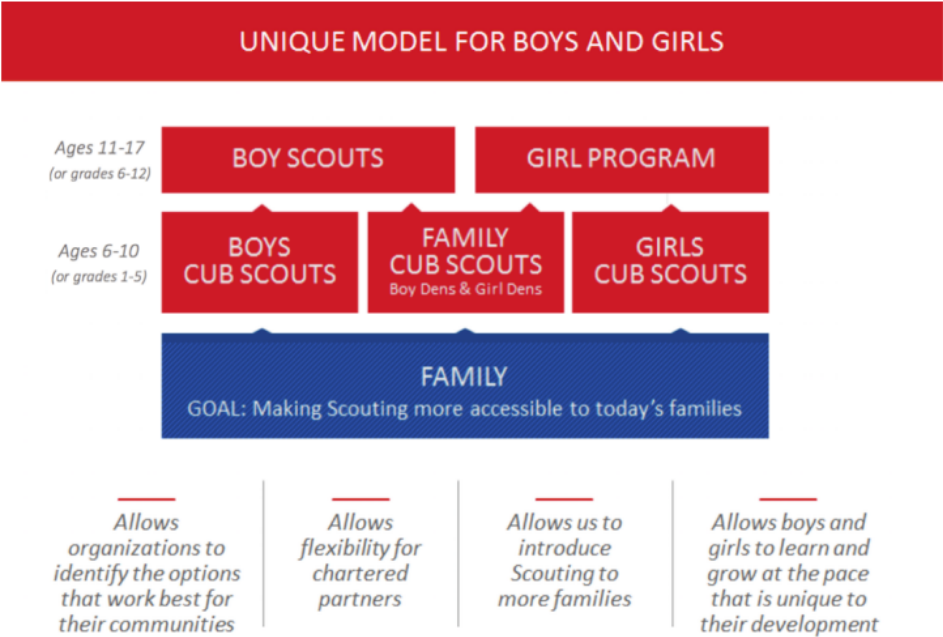 UNIQUE MODEL FOR BOYS AND GIRLS
Ages 11-17
(or grades 6-12)
BOY SCOUTS
GIRL PROGRAM
Ages 6-10
(or grades 1-5)
BOYS
CUB SCOUTS
FAMILY
CUB SCOUTS
Boy Dens & Girl Dens
GIRLS
CUB SCOUTS
FAMILY
GOAL: Making Scouting more accessible to today's families
Allows
organizations to
identify the options
that work best for
their communities
Allows
flexibility for
chartered
partners
Allows us to
introduce
Scouting to
more families
Allows boys and
girls to learn and
grow at the pace
that is unique to
their development